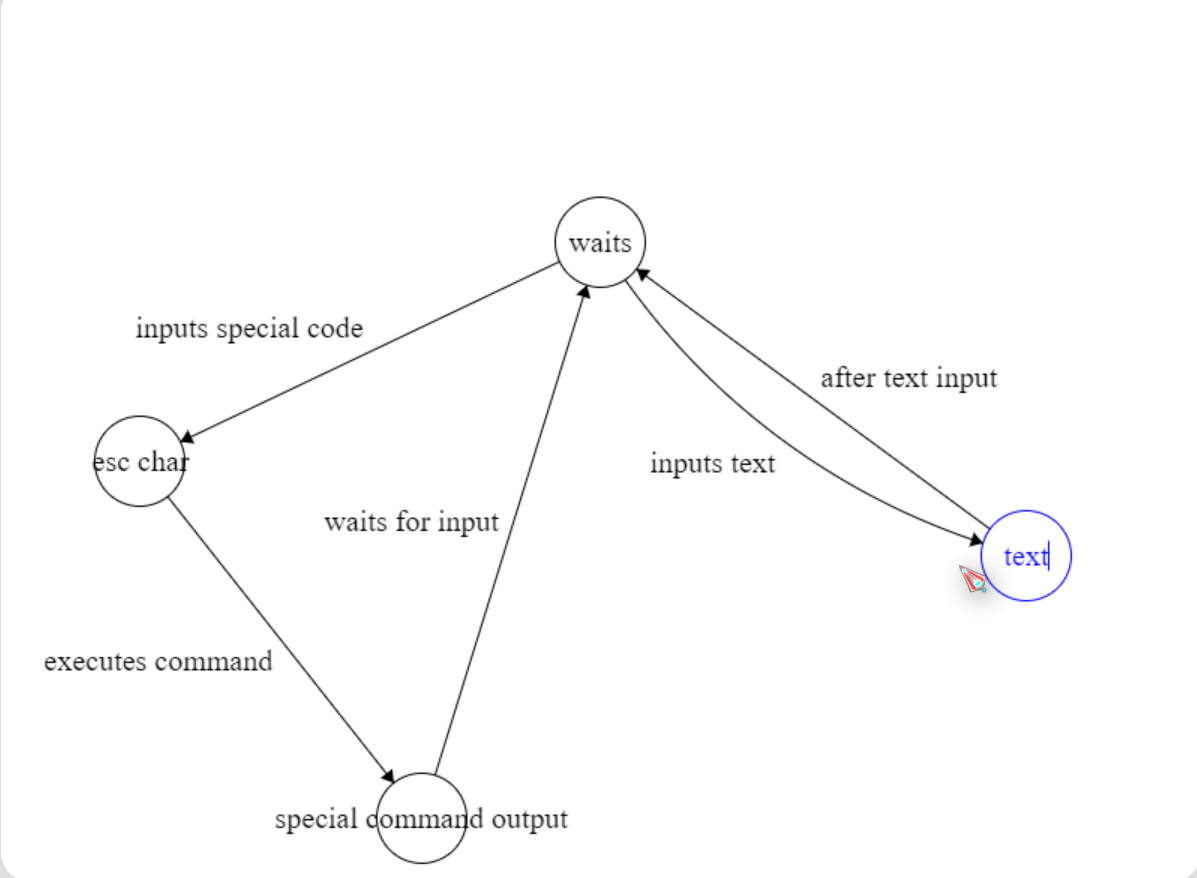 waits
inputs special code
after text input
esc char
inputs text
waits for input
text
executes command
special command output